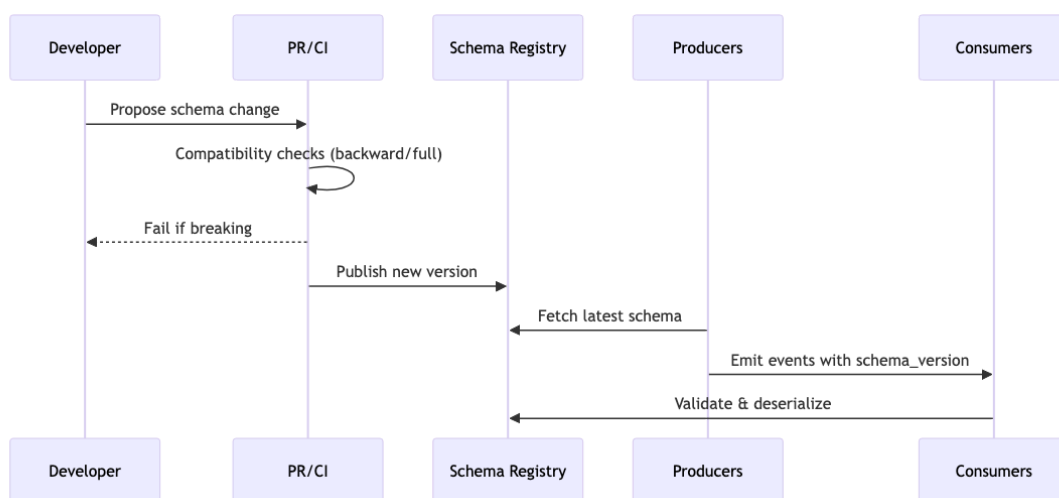 Developer
PR/CI
Schema Registry
Producers
Consumers
Propose schema change
Compatibility checks (backward/full)
Fail if breaking
Publish new version
Fetch latest schema
Emit events with schema_version
Validate & deserialize
Developer
PR/CI
Schema Registry
Producers
Consumers